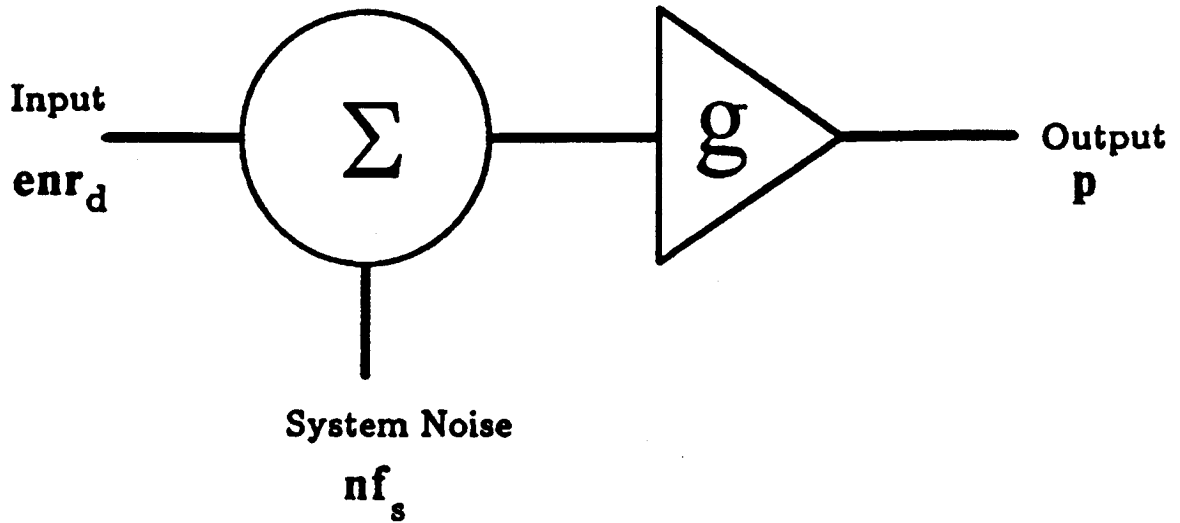 Input
enr_d
Σ
g
Output
p
System Noise
nf_s